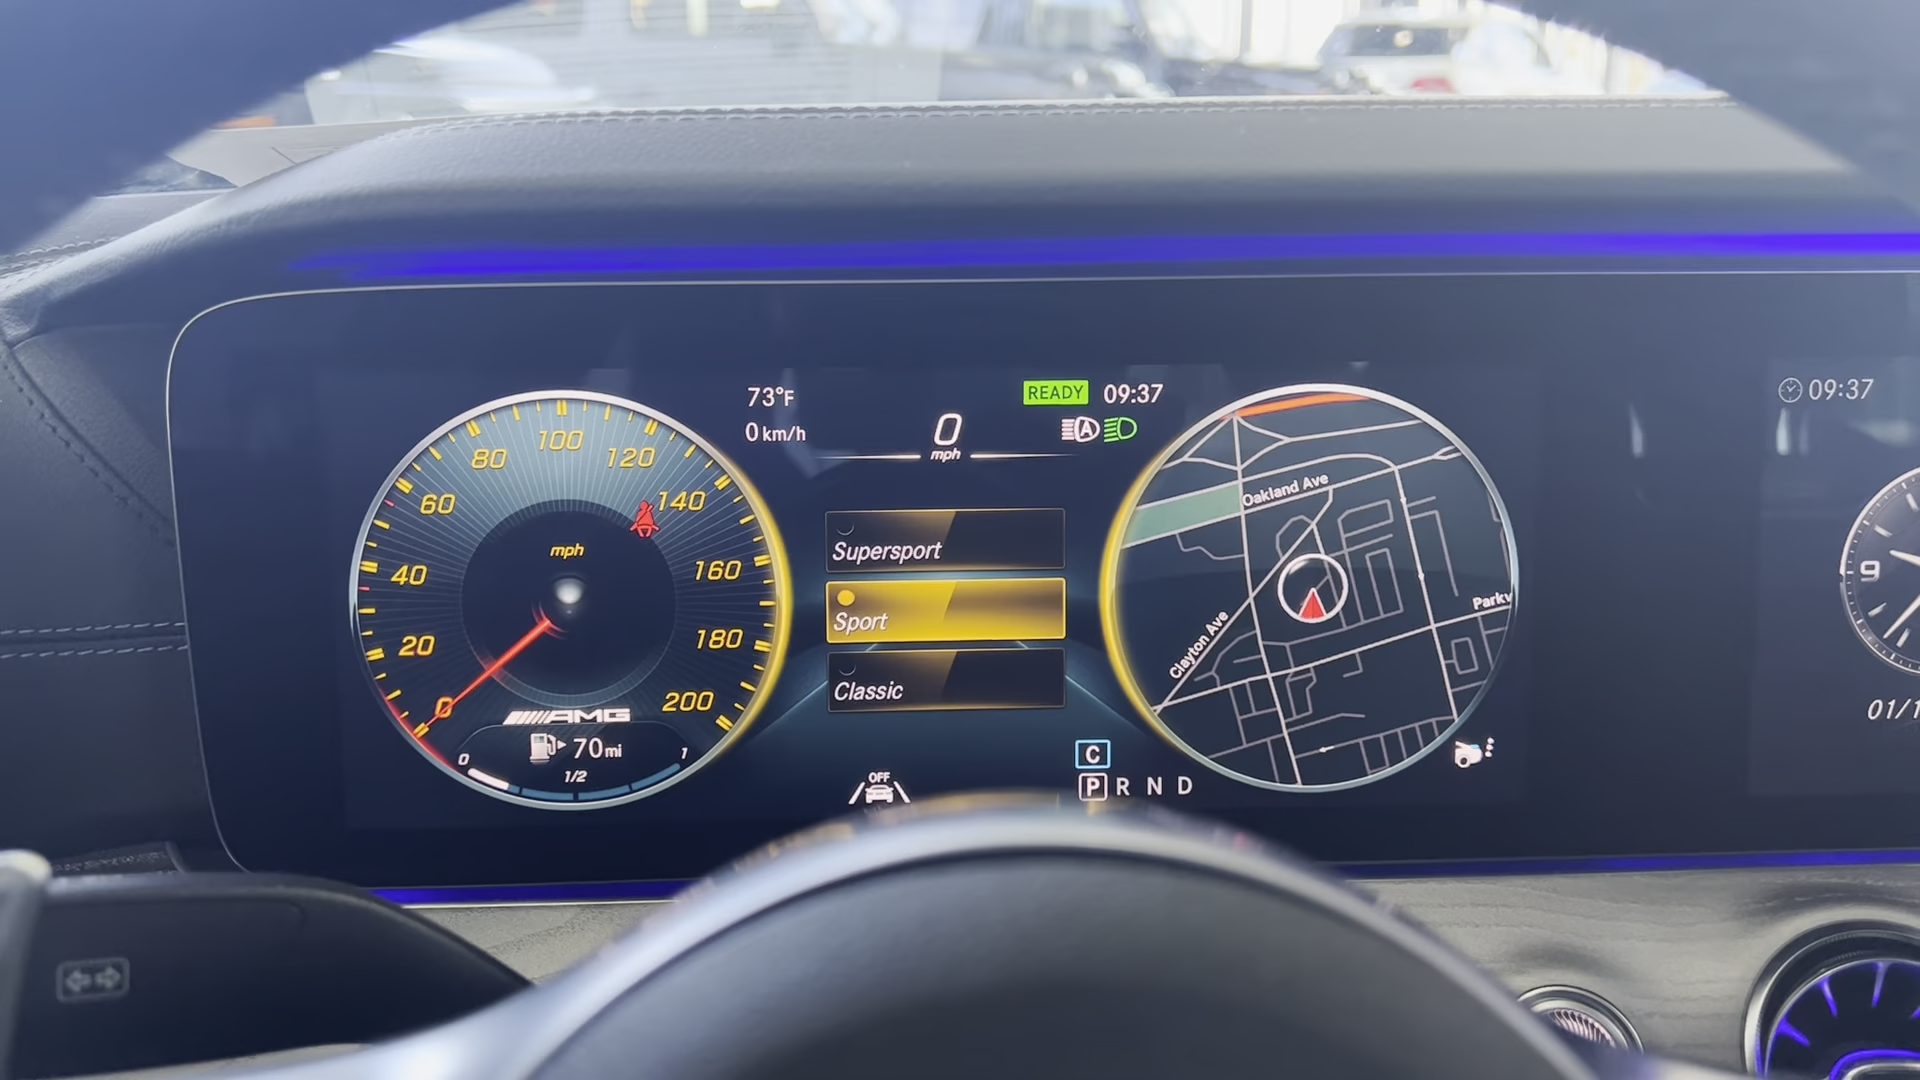 73°F
READY
09:37
0 km/h
0
mph
A
0
20
40
60
80
100
120
140
160
180
200
mph
AMG
70 mi
0
1/2
1
Supersport
Sport
Classic
OFF
C
P R N D
Oakland Ave
Clayton Ave
Parkv
09:37
9
01/1